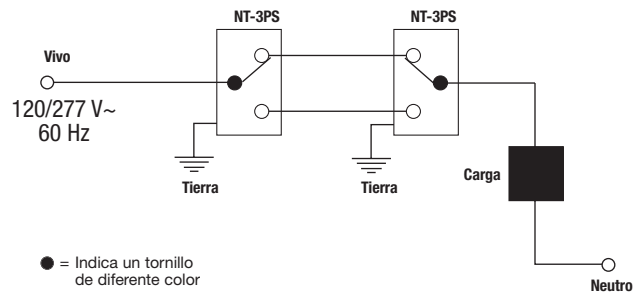 NT-3PS
NT-3PS
Vivo
120/277 V~
60 Hz
Tierra
Tierra
Carga
● = Indica un tornillo
de diferente color
Neutro